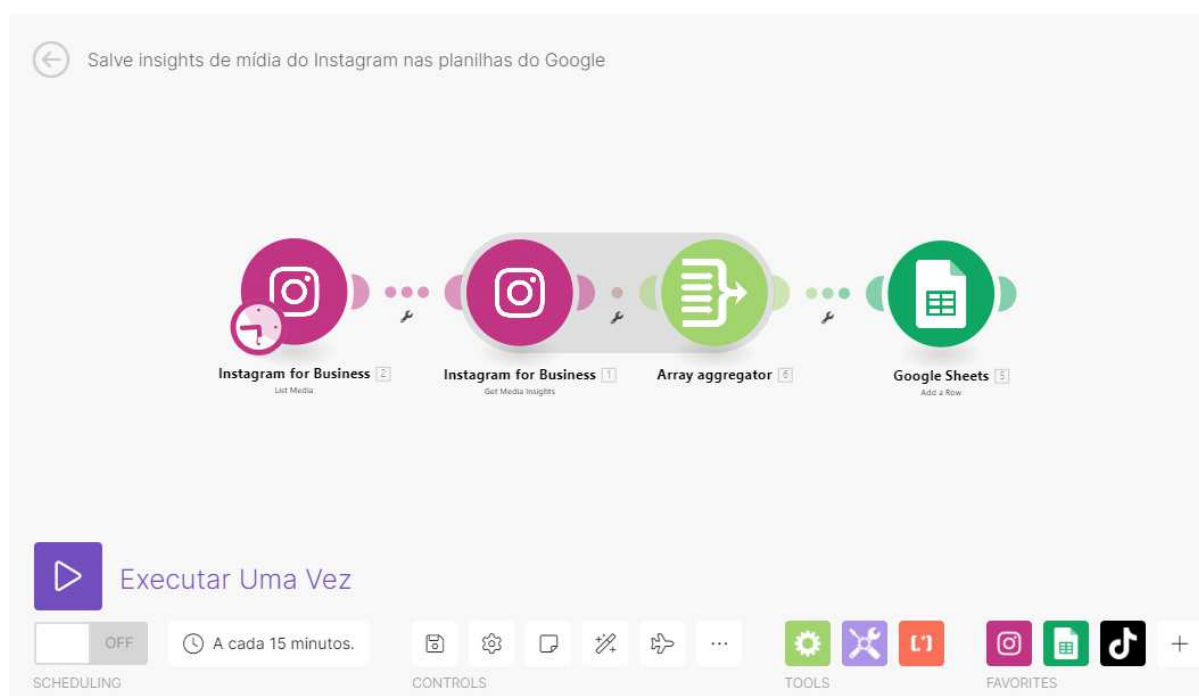 Salve insights de mídia do Instagram nas planilhas do Google
Instagram for Business 2
List Media
Instagram for Business 1
Get Media Insights
Array aggregator 6
Google Sheets 5
Add a Row
Executar Uma Vez
OFF
A cada 15 minutos.
SCHEDULING
CONTROLS
TOOLS
FAVORITES